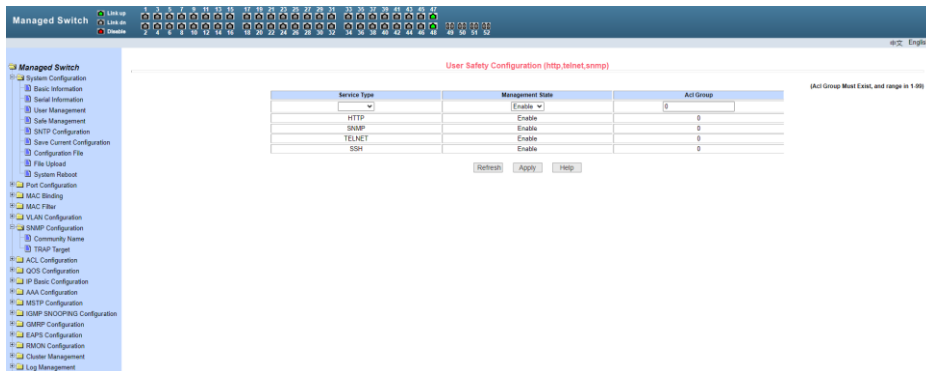 Managed Switch
Link up
Link dn
Disable
1 3 5 7 9 11 13 15 17 19 21 23 25 27 29 31 33 35 37 39 41 43 45 47
2 4 6 8 10 12 14 16 18 20 22 24 26 28 30 32 34 36 38 40 42 44 46 48 49 50 51 52
中文 Englis
Managed Switch
System Configuration
Basic Information
Serial Information
User Management
Safe Management
SNTP Configuration
Save Current Configuration
Configuration File
File Upload
System Reboot
Port Configuration
MAC Binding
MAC Filter
VLAN Configuration
SNMP Configuration
Community Name
TRAP Target
ACL Configuration
QOS Configuration
IP Basic Configuration
AAA Configuration
MSTP Configuration
IGMP SNOOPING Configuration
GMRP Configuration
EAPS Configuration
RMON Configuration
Cluster Management
Log Management
User Safety Configuration (http,telnet,snmp)
(Acl Group Must Exist, and range in 1-99)
Service Type Management State Acl Group
Enable 0
HTTP Enable 0
SNMP Enable 0
TELNET Enable 0
SSH Enable 0
Refresh Apply Help